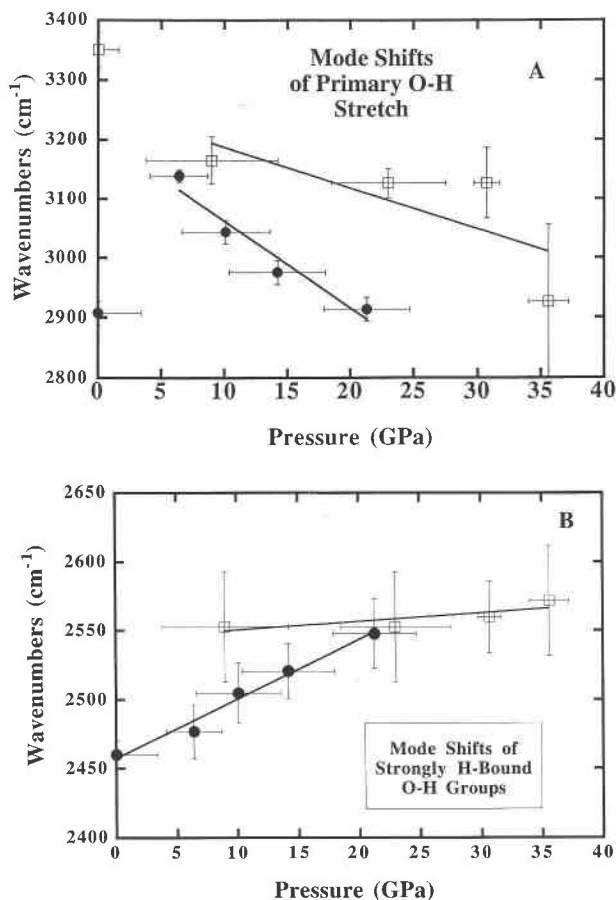 3400
3300
3200
3100
3000
2900
2800
Wavenumbers (cm-1)
Mode Shifts
of Primary O-H
Stretch
A
0
5
10
15
20
25
30
35
40
Pressure (GPa)
2650
2600
2550
2500
2450
2400
Wavenumbers (cm-1)
B
Mode Shifts of
Strongly H-Bound
O-H Groups
0
5
10
15
20
25
30
35
40
Pressure (GPa)